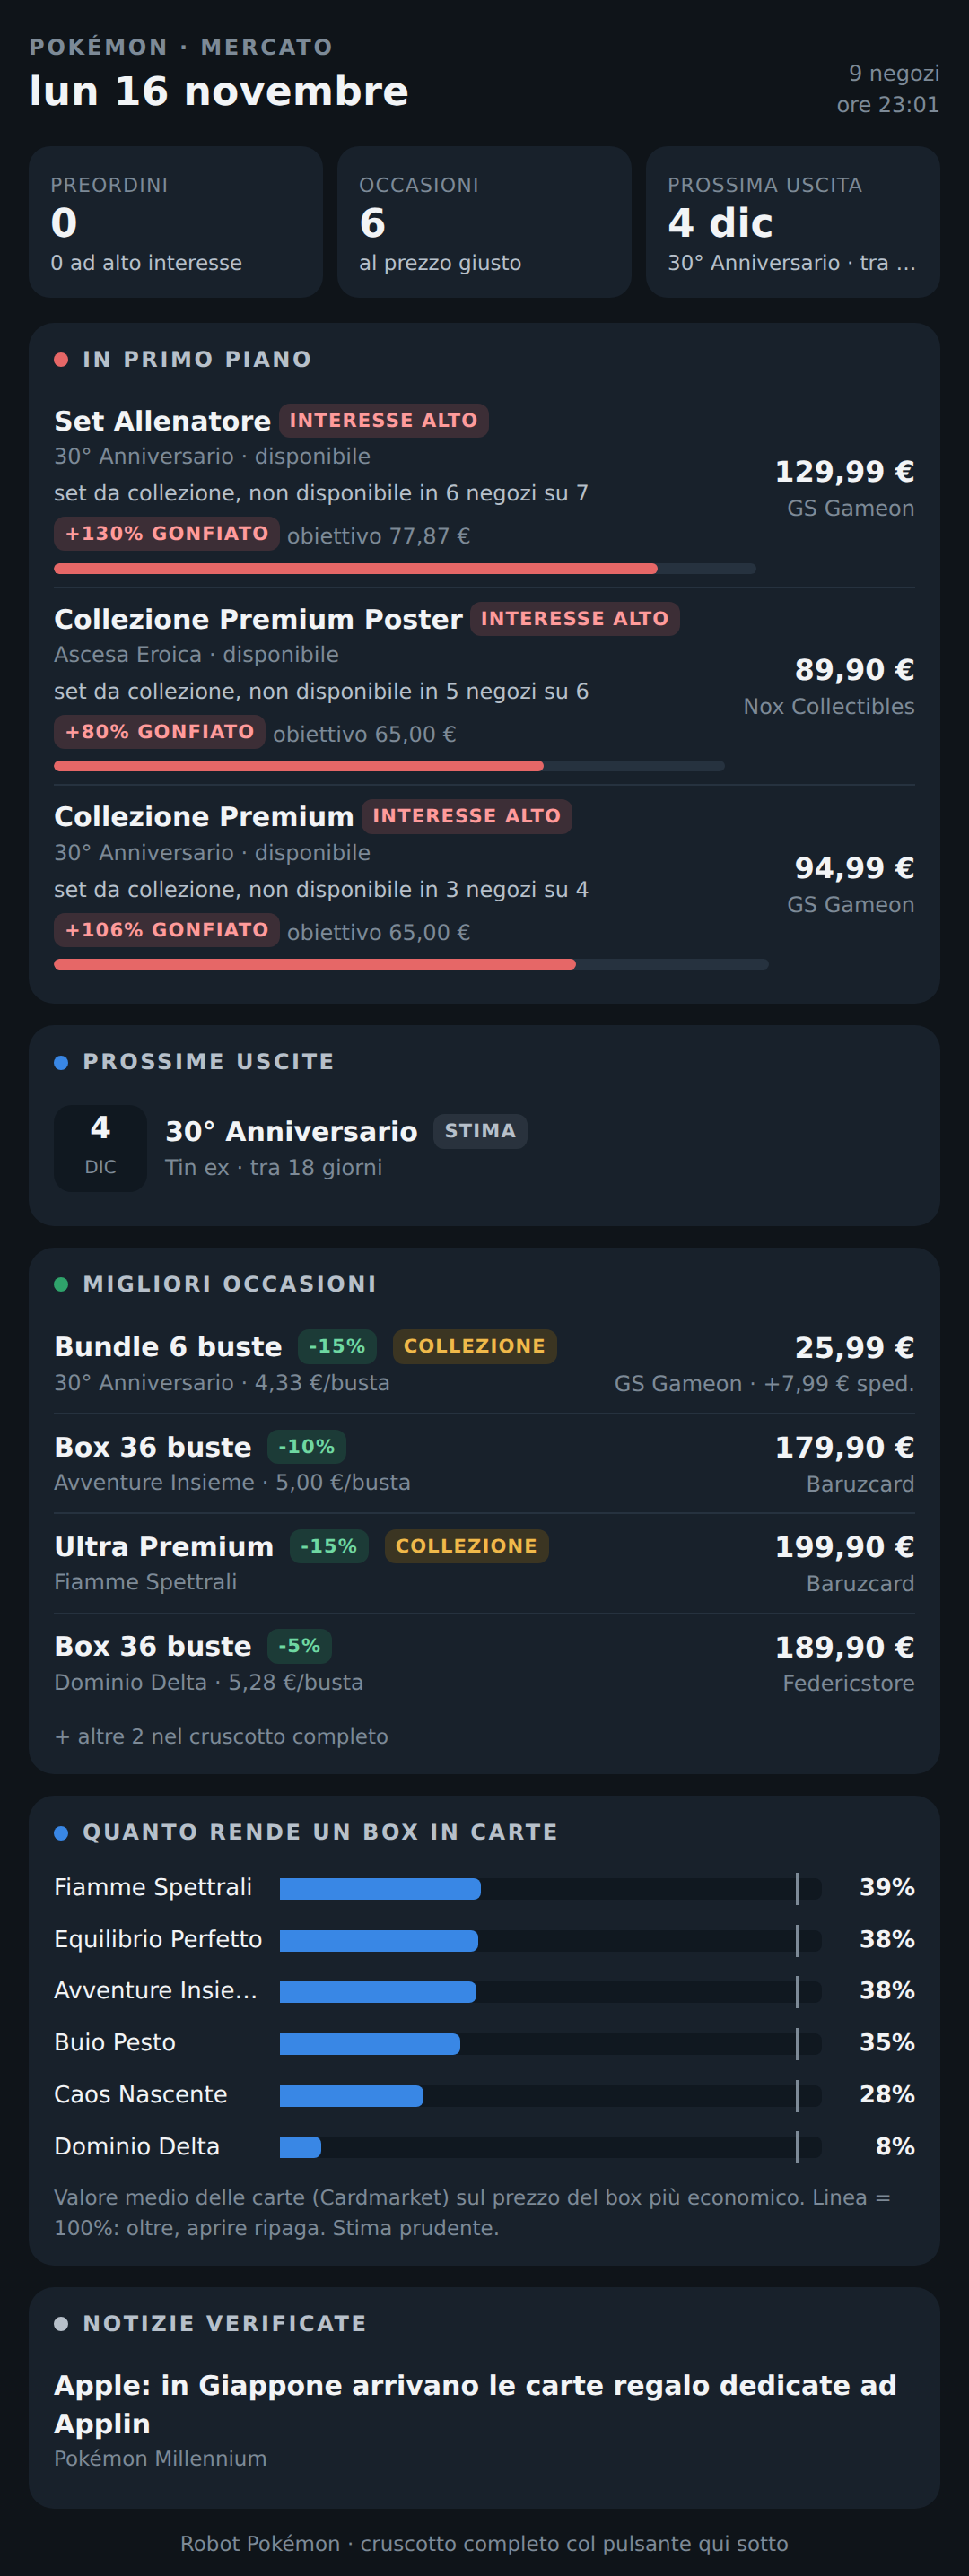 POKÉMON · MERCATO
lun 16 novembre
9 negozi
ore 23:01
PREORDINI
0
0 ad alto interesse
OCCASIONI
6
al prezzo giusto
PROSSIMA USCITA
4 dic
30° Anniversario · tra ...
IN PRIMO PIANO
Set Allenatore INTERESSE ALTO
30° Anniversario · disponibile
set da collezione, non disponibile in 6 negozi su 7
+130% GONFIATO obiettivo 77,87 €
129,99 €
GS Gameon
Collezione Premium Poster INTERESSE ALTO
Ascesa Eroica · disponibile
set da collezione, non disponibile in 5 negozi su 6
+80% GONFIATO obiettivo 65,00 €
89,90 €
Nox Collectibles
Collezione Premium INTERESSE ALTO
30° Anniversario · disponibile
set da collezione, non disponibile in 3 negozi su 4
+106% GONFIATO obiettivo 65,00 €
94,99 €
GS Gameon
PROSSIME USCITE
4
DIC
30° Anniversario STIMA
Tin ex · tra 18 giorni
MIGLIORI OCCASIONI
Bundle 6 buste -15% COLLEZIONE 25,99 €
30° Anniversario · 4,33 €/busta GS Gameon · +7,99 € sped.
Box 36 buste -10% 179,90 €
Avventure Insieme · 5,00 €/busta Baruzcard
Ultra Premium -15% COLLEZIONE 199,90 €
Fiamme Spettrali Baruzcard
Box 36 buste -5% 189,90 €
Dominio Delta · 5,28 €/busta Federicstore
+ altre 2 nel cruscotto completo
QUANTO RENDE UN BOX IN CARTE
Fiamme Spettrali 39%
Equilibrio Perfetto 38%
Avventure Insie... 38%
Buio Pesto 35%
Caos Nascente 28%
Dominio Delta 8%
Valore medio delle carte (Cardmarket) sul prezzo del box più economico. Linea =
100%: oltre, aprire ripaga. Stima prudente.
NOTIZIE VERIFICATE
Apple: in Giappone arrivano le carte regalo dedicate ad
Applin
Pokémon Millennium
Robot Pokémon · cruscotto completo col pulsante qui sotto